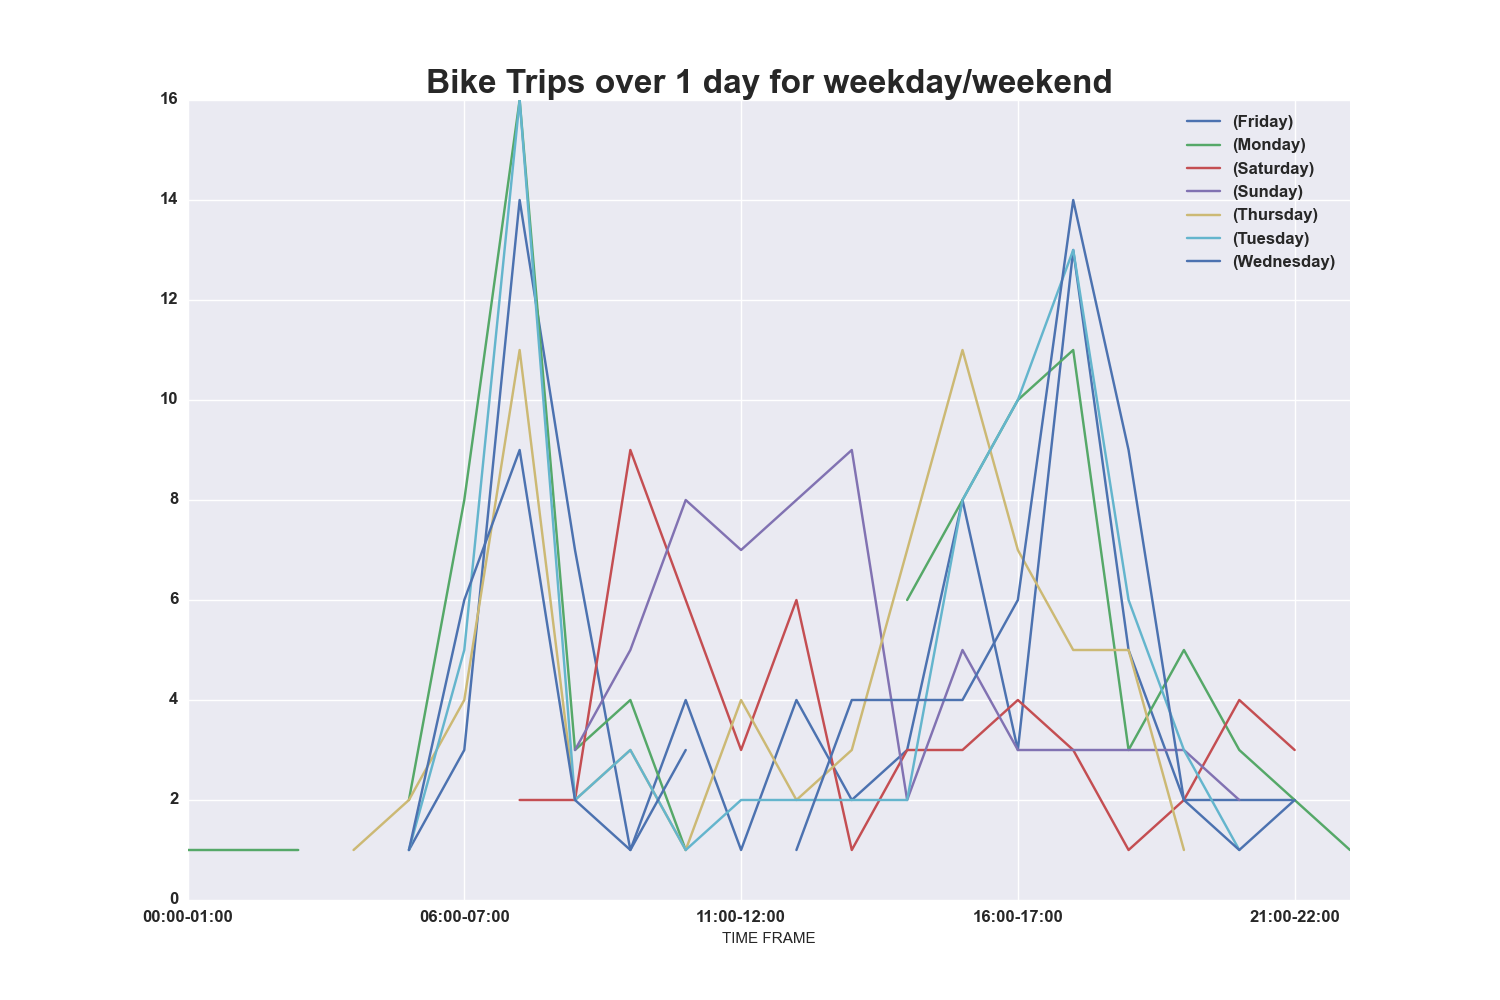 Bike Trips over 1 day for weekday/weekend
16
14
12
10
8
6
4
2
0
(Friday)
(Monday)
(Saturday)
(Sunday)
(Thursday)
(Tuesday)
(Wednesday)
00:00-01:00 06:00-07:00 11:00-12:00 16:00-17:00 21:00-22:00
TIME FRAME